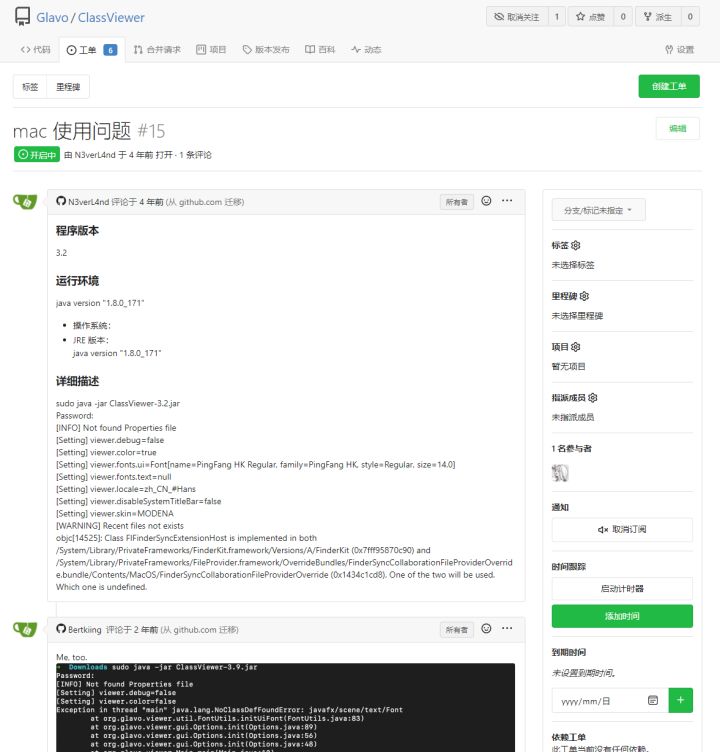 Glavo / ClassViewer
取消关注 1 点赞 0 派生 0
代码 工单 6 合并请求 项目 版本发布 百科 动态 设置
标签 里程碑 创建工单
mac 使用问题 #15 编辑
开启中 由 N3verL4nd 于 4 年前 打开 · 1 条评论
N3verL4nd 评论于 4 年前 (从 github.com 迁移) 所有者
程序版本
3.2
运行环境
java version "1.8.0_171"
操作系统:
JRE 版本:
java version "1.8.0_171"
详细描述
sudo java -jar ClassViewer-3.2.jar
Password:
[INFO] Not found Properties file
[Setting] viewer.debug=false
[Setting] viewer.color=true
[Setting] viewer.fonts.ui=Font[name=PingFang HK Regular, family=PingFang HK, style=Regular, size=14.0]
[Setting] viewer.fonts.text=null
[Setting] viewer.locale=zh_CN_#Hans
[Setting] viewer.disableSystemTitleBar=false
[Setting] viewer.skin=MODENA
[WARNING] Recent files not exists
objc[14525]: Class FIFinderSyncExtensionHost is implemented in both
/System/Library/PrivateFrameworks/FinderKit.framework/Versions/A/FinderKit (0x7fff95870c90) and
/System/Library/PrivateFrameworks/FileProvider.framework/OverrideBundles/FinderSyncCollaborationFileProviderOverrid
e.bundle/Contents/MacOS/FinderSyncCollaborationFileProviderOverride (0x1434c1cd8). One of the two will be used.
Which one is undefined.
Bertking 评论于 2 年前 (从 github.com 迁移) 所有者
Me, too.
→ Downloads sudo java -jar ClassViewer-3.9.jar
Password:
[INFO] Not found Properties file
[Setting] viewer.debug=false
[Setting] viewer.color=false
Exception in thread "main" java.lang.NoClassDefFoundError: javafx/scene/text/Font
at org.glavo.viewer.util.FontUtils.initUiFont(FontUtils.java:83)
at org.glavo.viewer.gui.Options.init(Options.java:89)
at org.glavo.viewer.gui.Options.init(Options.java:56)
at org.glavo.viewer.gui.Options.init(Options.java:48)
分支/标记未指定
标签
未选择标签
里程碑
未选择里程碑
项目
暂无项目
指派成员
未指派成员
1 名参与者
通知
取消订阅
时间跟踪
启动计时器
添加时间
到期时间
未设置到期时间。
yyyy/mm/日 +
依赖工单
此工单当前没有任何依赖。